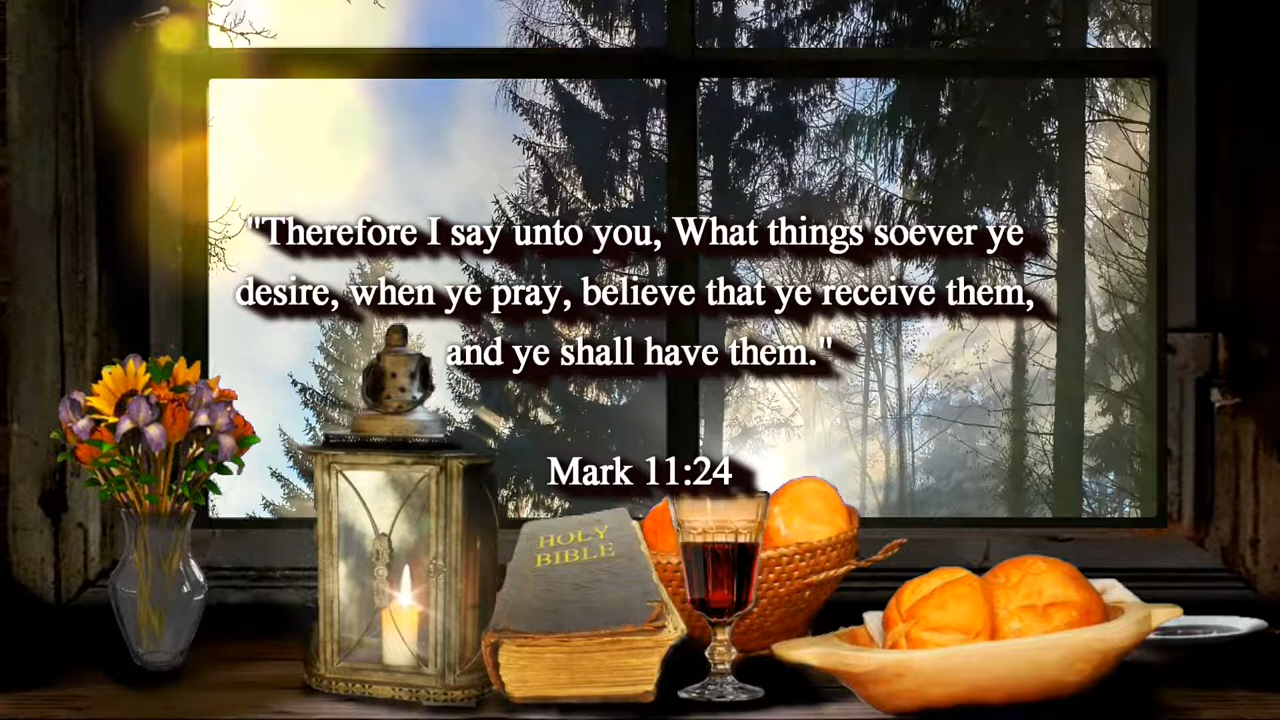 "Therefore I say unto you, What things soever ye
desire, when ye pray, believe that ye receive them,
and ye shall have them."
Mark 11:24
HOLY
BIBLE